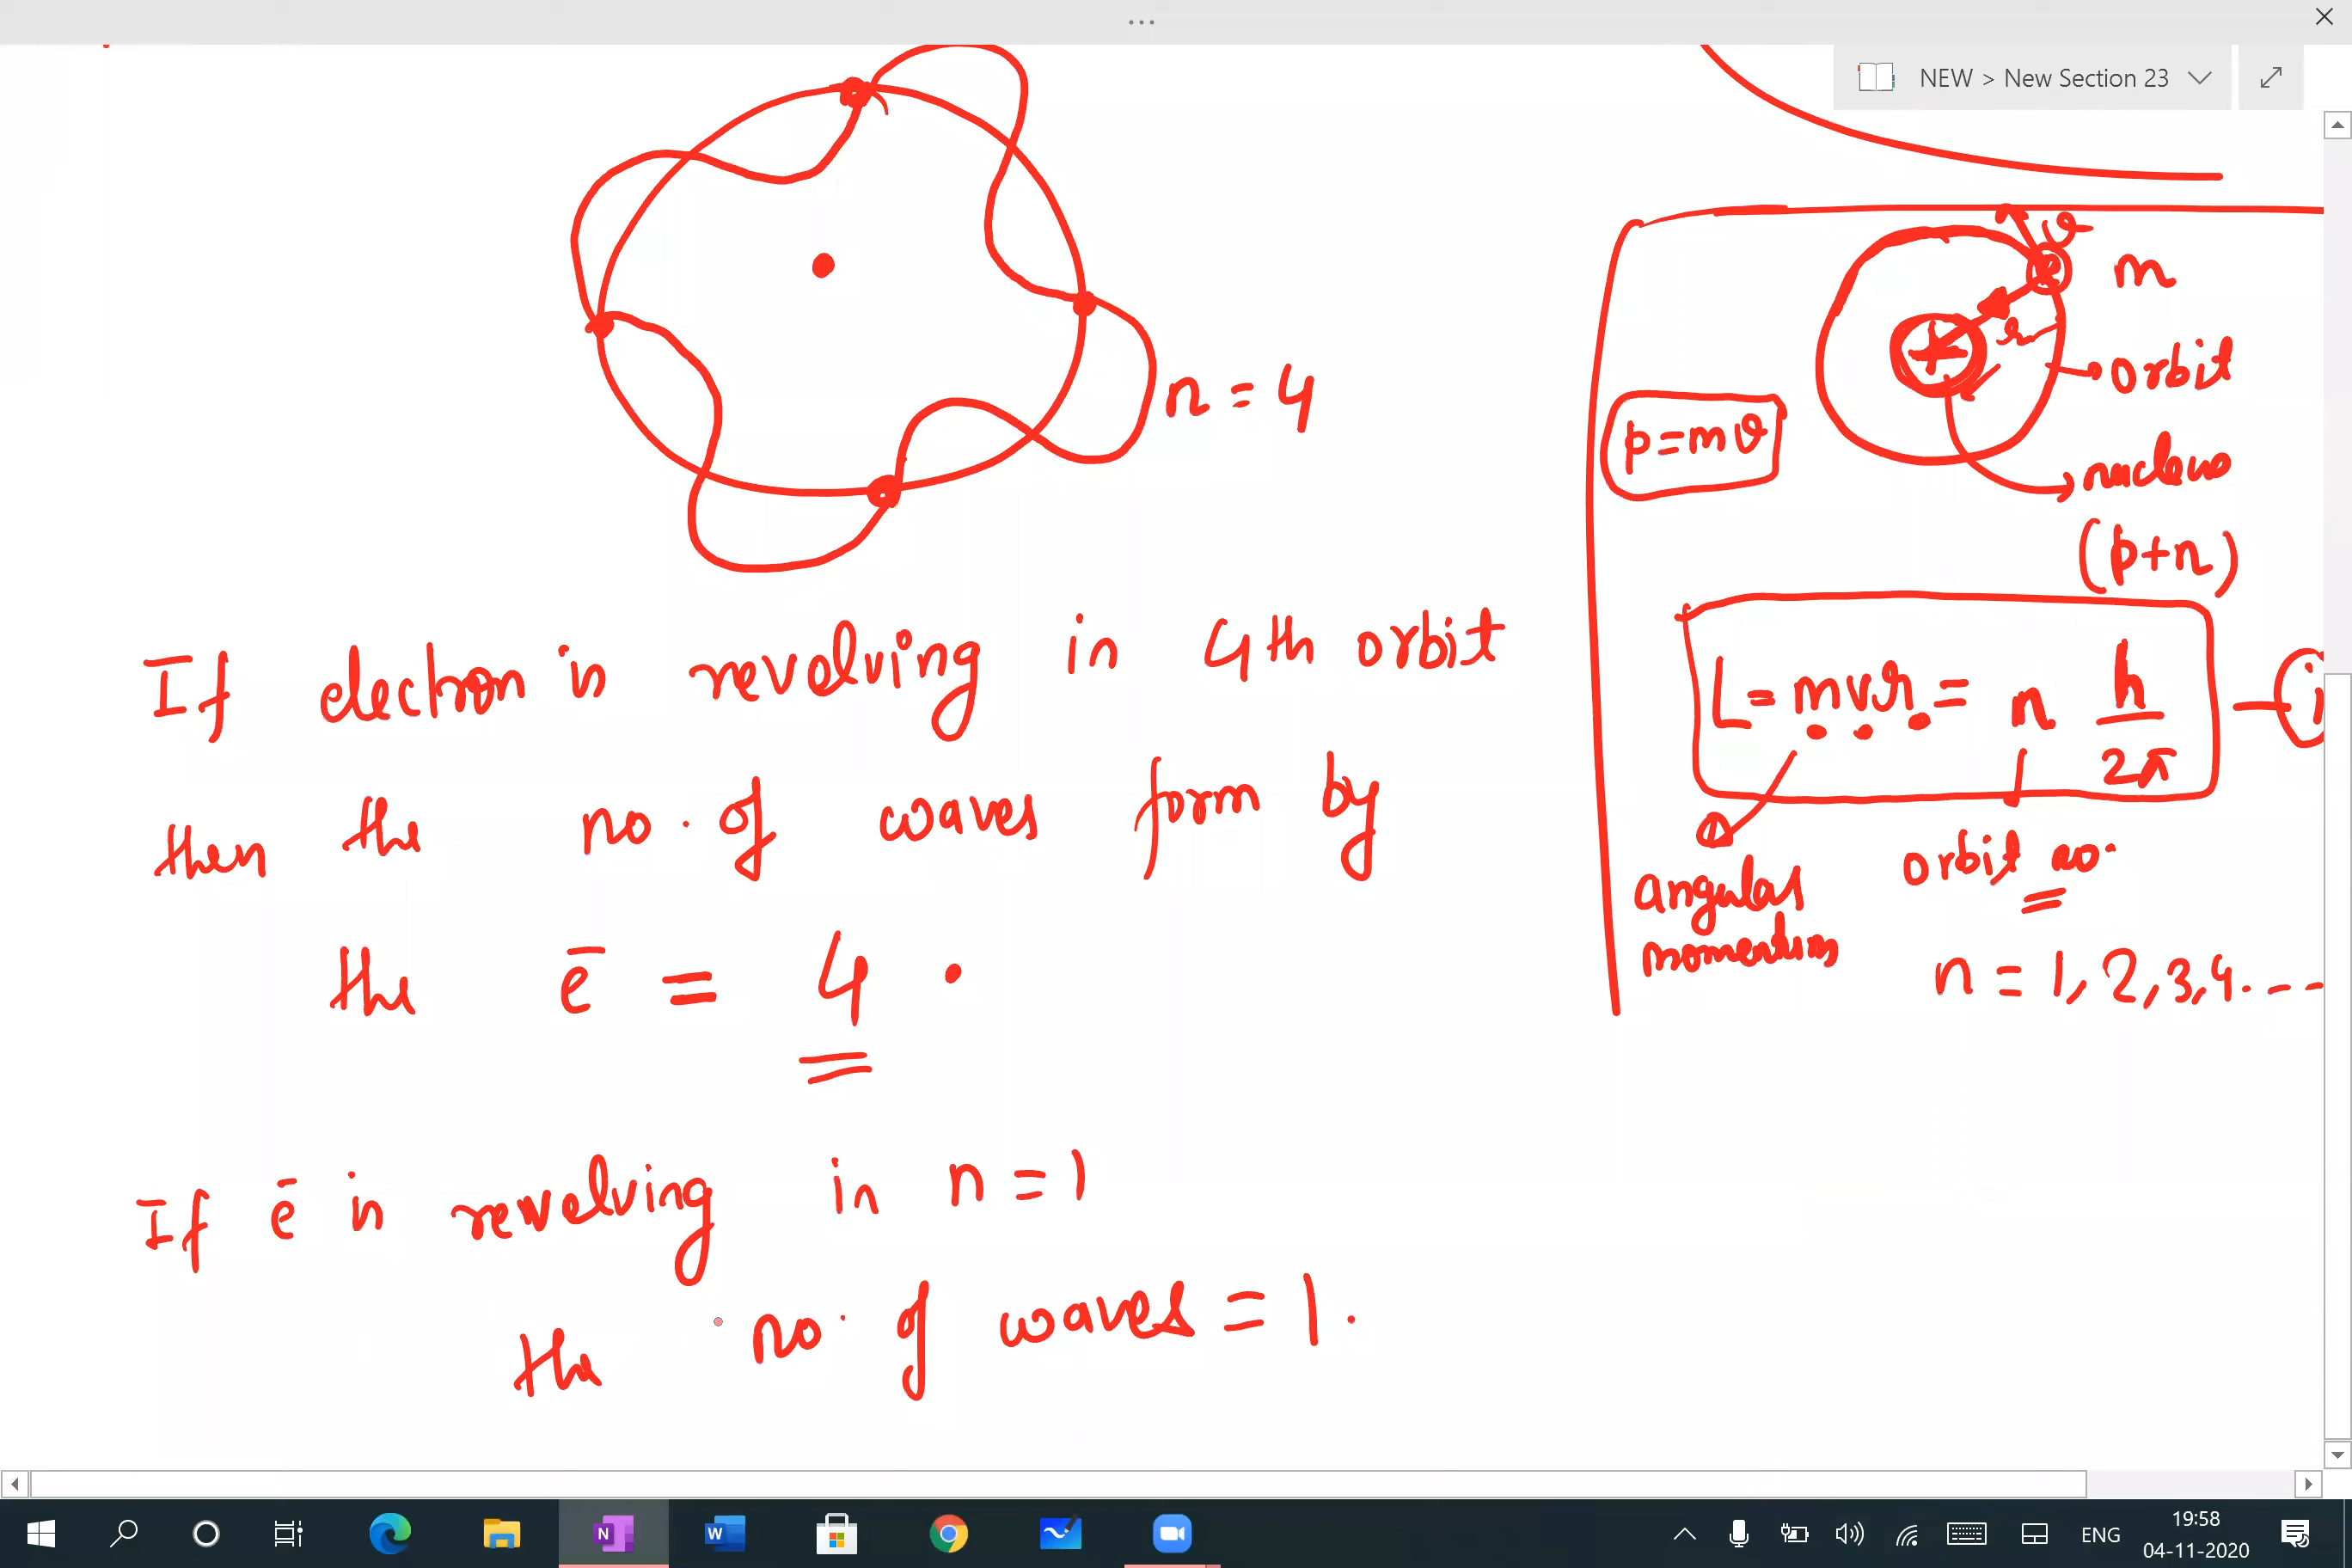 NEW > New Section 23
n = 4
If electron is revolving in 4th orbit
then the no. of waves form by
the e̅ = 4 .
If e̅ is revolving in n = 1
the no. of waves = 1.
v
e
m
r
orbit
p = mv
nucleus
(p+n)
L = mvr = n h/2π — (i
angular momentum
orbit no.
n = 1, 2, 3, 4. ...
ENG
19:58
04-11-2020